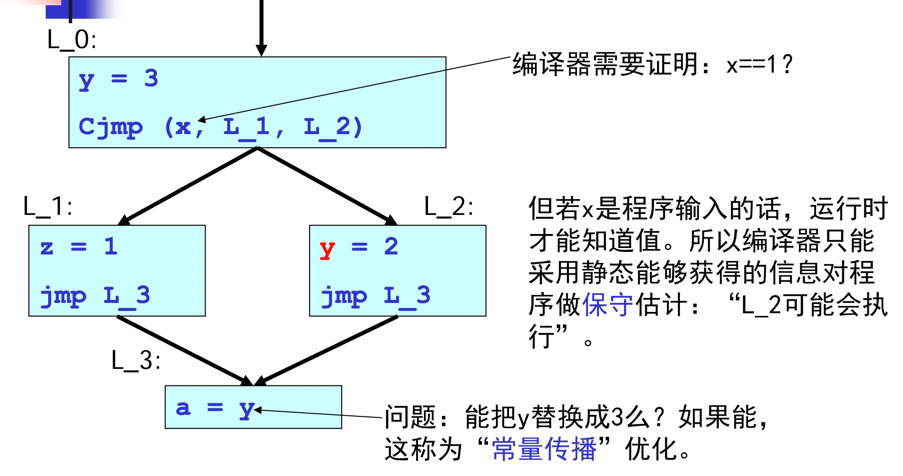 L_0:
y = 3
Cjmp (x, L_1, L_2)
编译器需要证明：x==1？
L_1:
z = 1
jmp L_3
L_2:
y = 2
jmp L_3
但若x是程序输入的话，运行时
才能知道值。所以编译器只能
采用静态能够获得的信息对程
序做保守估计：“L_2可能会执
行”。
L_3:
a = y
问题：能把y替换成3么？如果能，
这称为“常量传播”优化。